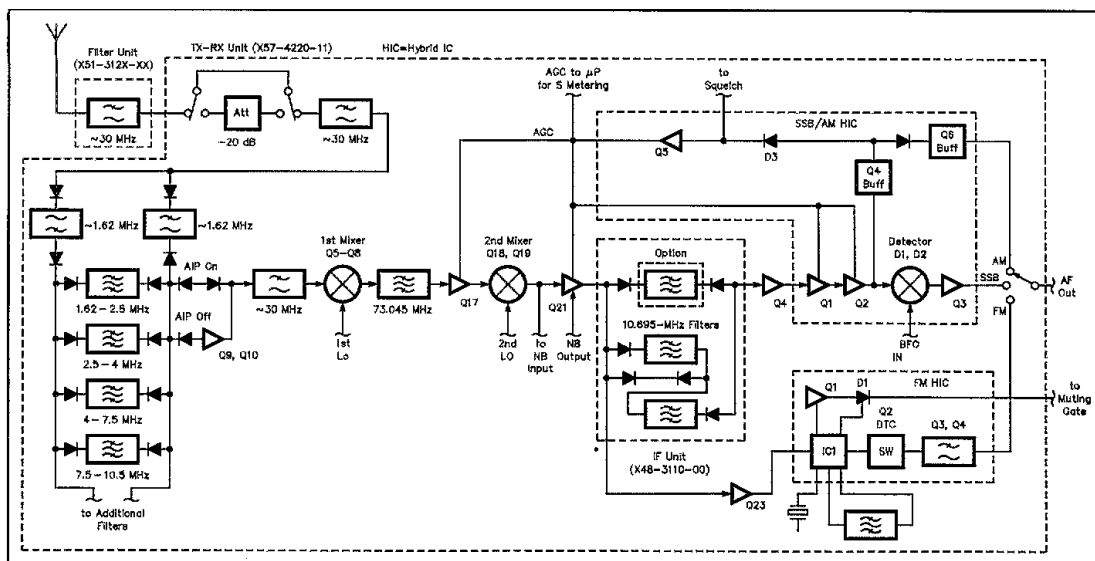 Filter Unit
(X51-312X-XX)
TX-RX Unit (X57-4220-11)
HIC=Hybrid IC
~30 MHz
Att
-20 dB
~30 MHz
AGC to µP
for S Metering
to
Squelch
AGC
Q5
D3
SSB/AM HIC
Q6
Buff
Q4
Buff
~1.62 MHz
~1.62 MHz
1.62-2.5 MHz
2.5-4 MHz
4-7.5 MHz
7.5-10.5 MHz
to Additional
Filters
AIP On
AIP Off
Q9, Q10
~30 MHz
1st Mixer
Q5-Q8
1st
Lo
73.045 MHz
Q17
2nd Mixer
Q18, Q19
2nd
LO
to
NB
Input
Q21
NB
Output
Option
10.695-MHz Filters
IF Unit
(X48-3110-00)
Q4
Q1
Q2
Detector
D1, D2
BFO
IN
Q3
AM
SSB
FM
AF
Out
FM HIC
Q1
D1
Q2
DTC
Q3, Q4
IC1
SW
to
Muting
Gate
Q23